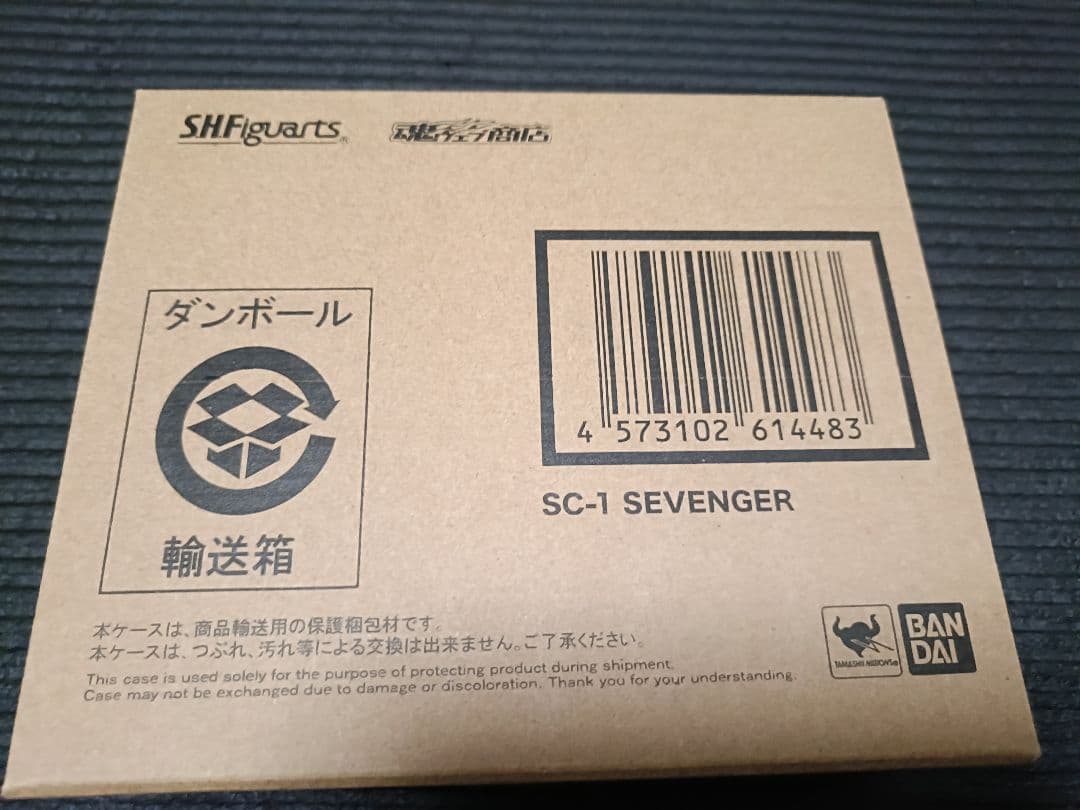 S.H.Figuarts
魂ウェブ商店
ダンボール
輸送箱
4 573102 614483
SC-1 SEVENGER
本ケースは、商品輸送用の保護梱包材です。
本ケースは、つぶれ、汚れ等による交換は出来ません。ご了承ください。
This case is used solely for the purpose of protecting product during shipment.
Case may not be exchanged due to damage or discoloration. Thank you for your understanding.
TAMASHII NATIONS®
BAN
DAI